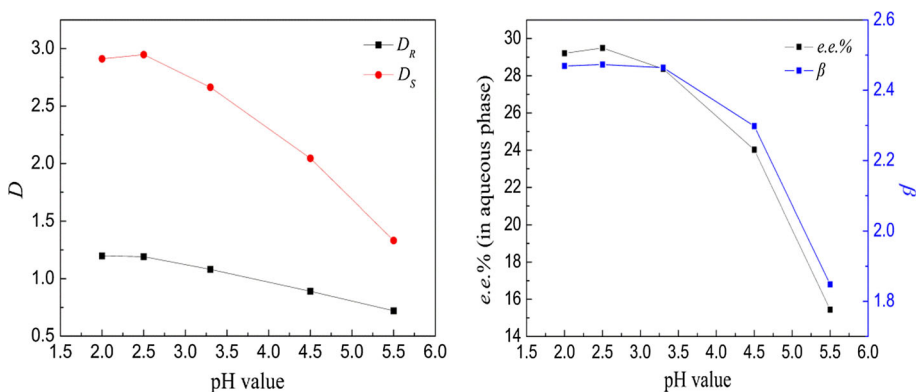 3.0
2.5
2.0
1.5
1.0
0.5
D
D_R
D_S
1.5 2.0 2.5 3.0 3.5 4.0 4.5 5.0 5.5 6.0
pH value
30
28
26
24
22
20
18
16
14
e.e.% (in aqueous phase)
e.e.%
β
2.6
2.4
2.2
2.0
1.8
β
1.5 2.0 2.5 3.0 3.5 4.0 4.5 5.0 5.5 6.0
pH value